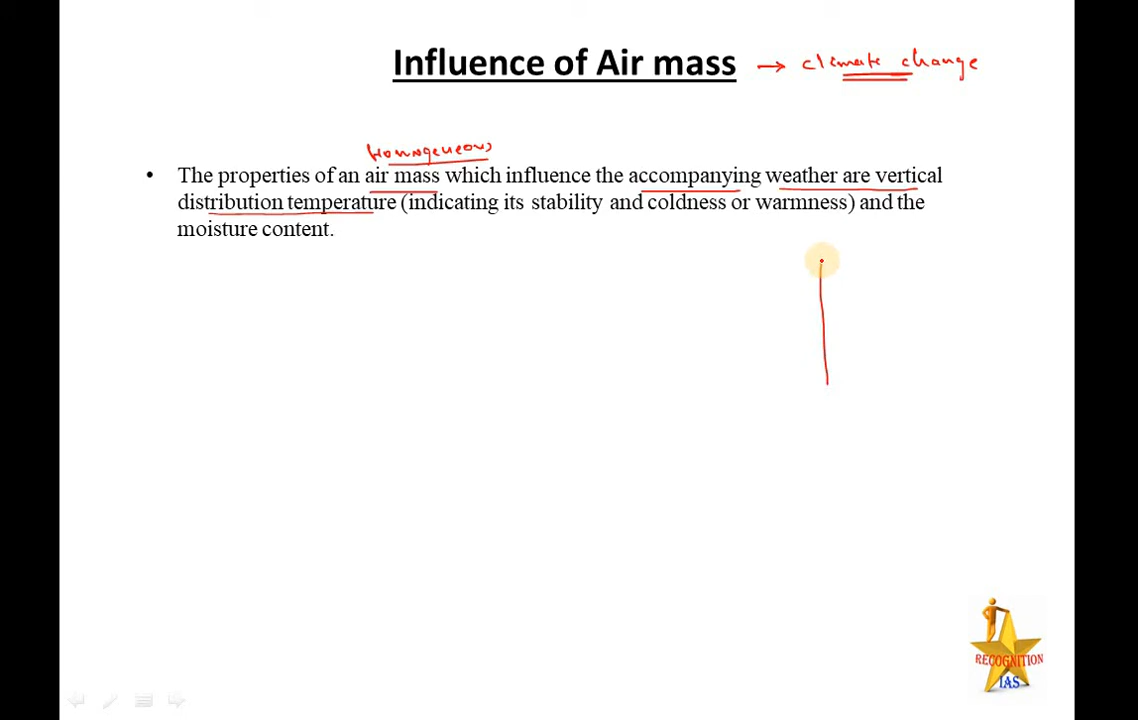 Influence of Air mass → climate change
Homogeneous
• The properties of an air mass which influence the accompanying weather are vertical
distribution temperature (indicating its stability and coldness or warmness) and the
moisture content.
RECOGNITION
IAS